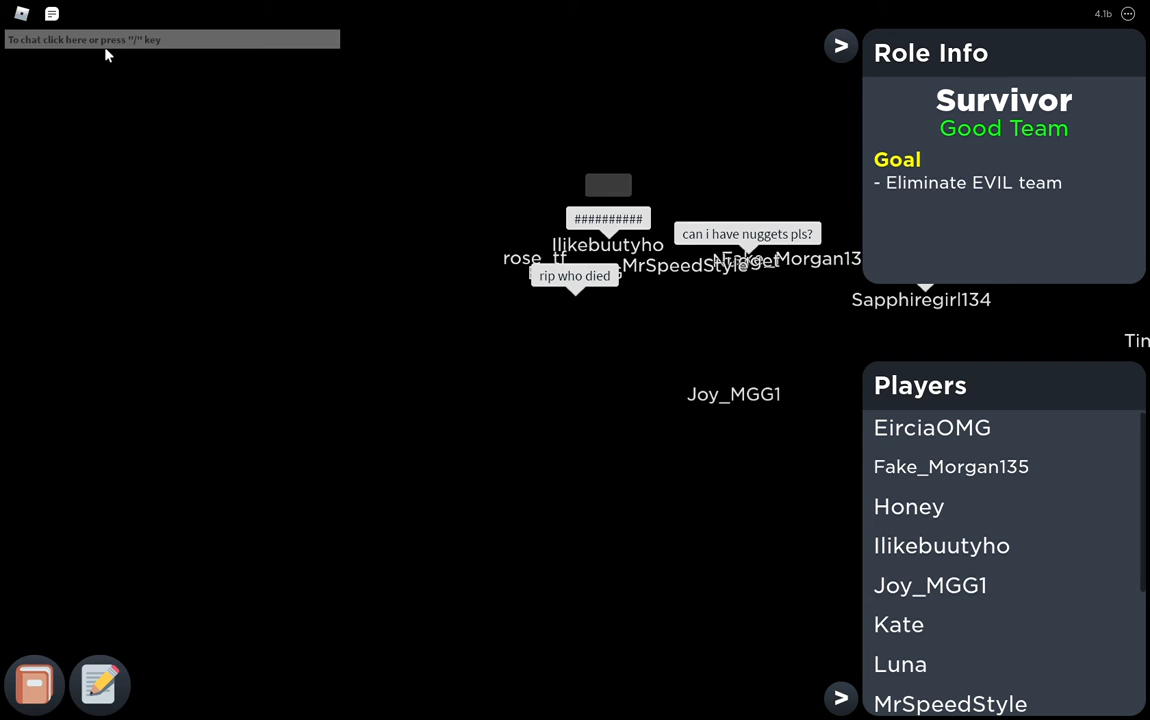 4.1b
To chat click here or press "/" key
Role Info
Survivor
Good Team
Goal
- Eliminate EVIL team
##########
can i have nuggets pls?
Ilikebuutyho
rose_tf
MrSpeedStyle
Fake_Morgan13
rip who died
Sapphiregirl134
Tin
Joy_MGG1
Players
EirciaOMG
Fake_Morgan135
Honey
Ilikebuutyho
Joy_MGG1
Kate
Luna
MrSpeedStyle
>
>